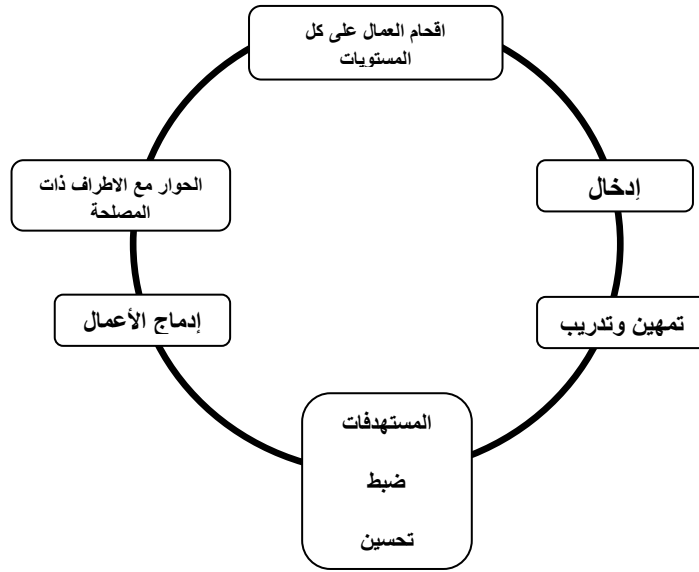 اقحام العمال على كل
المستويات
إدخال
تمهين وتدريب
المستهدفات
ضبط
تحسين
إدماج الأعمال
الحوار مع الاطراف ذات
المصلحة